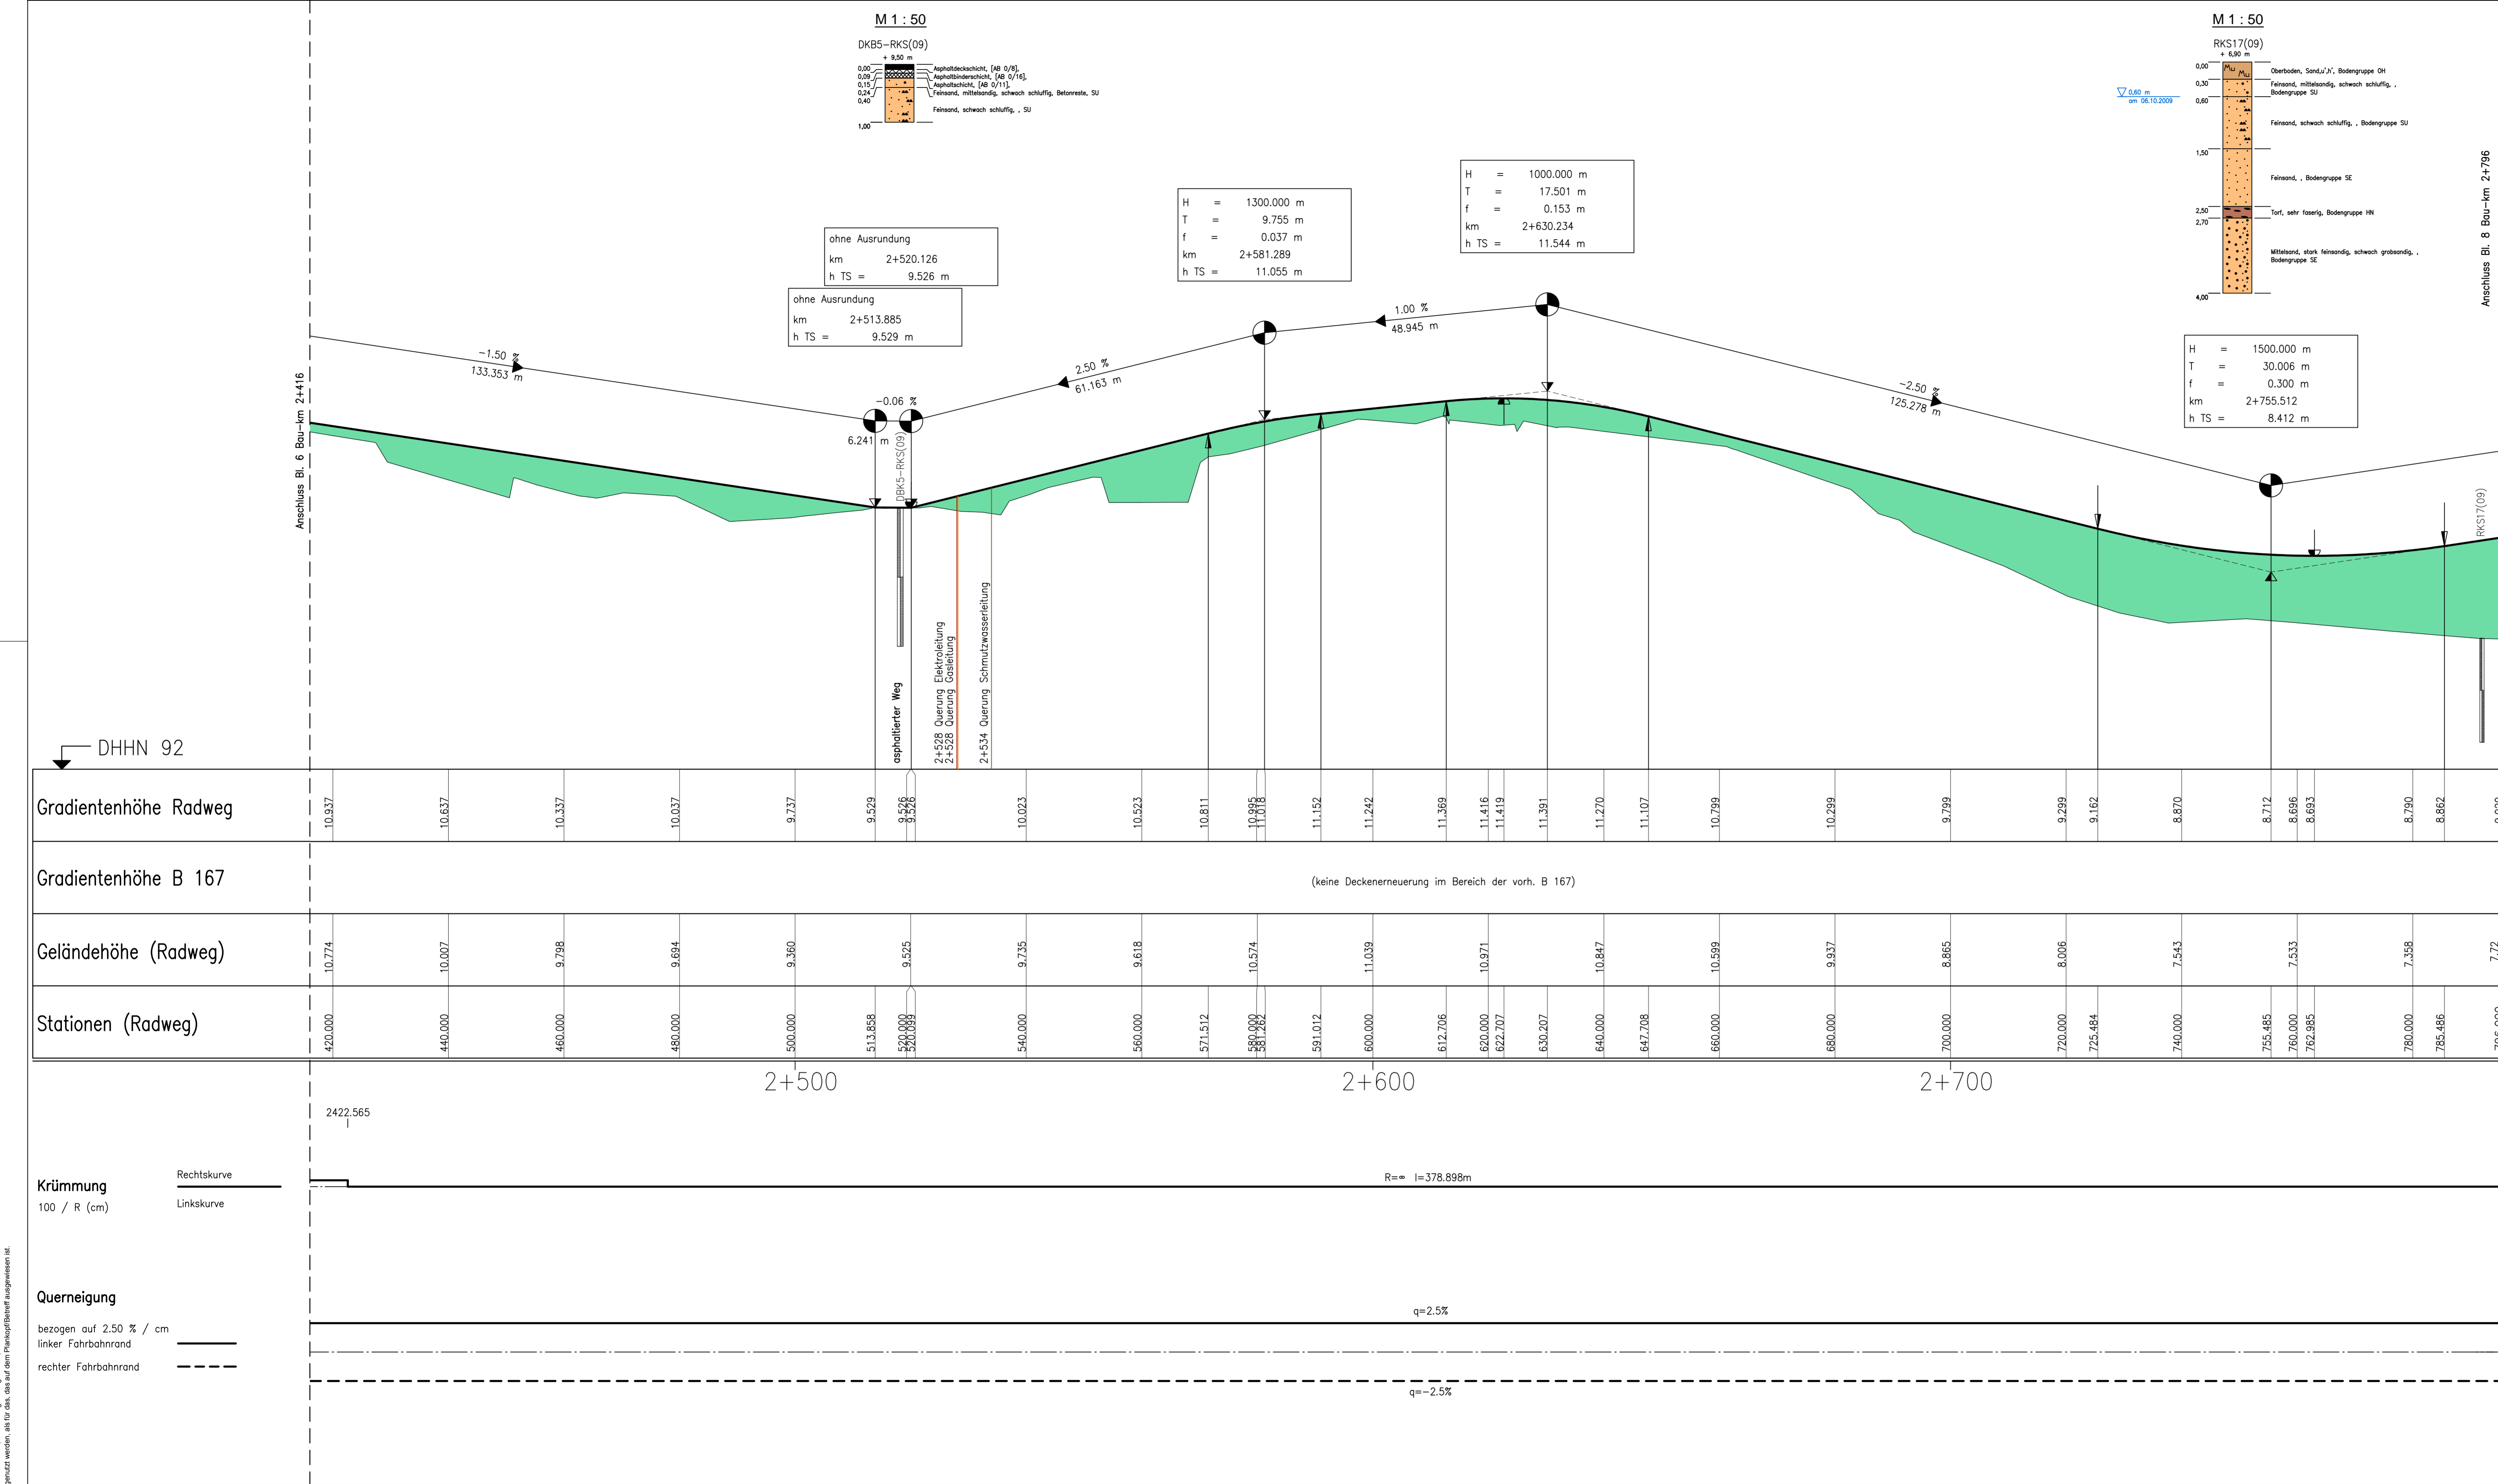 M 1 : 50
DKB5-RKS(09)
+ 9,50 m
0,00
0,09
0,15
0,24
0,40
1,00
Asphaltdeckschicht, [AB 0/8],
Asphaltbinderschicht, [AB 0/16],
Asphaltschicht, [AB 0/11],
Feinsand, mittelsandig, schwach schluffig, Betonreste, SU
Feinsand, schwach schluffig, , SU
M 1 : 50
RKS17(09)
+ 6,90 m
0,60 m
am 06.10.2009
0,00
0,30
0,60
1,50
2,50
2,70
4,00
Mu
Mu
Oberboden, Sand,u',h', Bodengruppe OH
Feinsand, mittelsandig, schwach schluffig, ,
Bodengruppe SU
Feinsand, schwach schluffig, , Bodengruppe SU
Feinsand, , Bodengruppe SE
Torf, sehr faserig, Bodengruppe HN
Mittelsand, stark feinsandig, schwach grobsandig, ,
Bodengruppe SE
Anschluss Bl. 8 Bau-km 2+796
ohne Ausrundung
km 2+520.126
h TS = 9.526 m
ohne Ausrundung
km 2+513.885
h TS = 9.529 m
H = 1300.000 m
T = 9.755 m
f = 0.037 m
km 2+581.289
h TS = 11.055 m
H = 1000.000 m
T = 17.501 m
f = 0.153 m
km 2+630.234
h TS = 11.544 m
H = 1500.000 m
T = 30.006 m
f = 0.300 m
km 2+755.512
h TS = 8.412 m
Anschluss Bl. 6 Bau-km 2+416
-1.50 %
133.353 m
-0.06 %
6.241 m
2.50 %
61.163 m
1.00 %
48.945 m
-2.50 %
125.278 m
DBK5-RKS(09)
RKS17(09)
asphaltierter Weg
2+528 Querung Elektroleitung
2+528 Querung Gasleitung
2+534 Querung Schmutzwasserleitung
DHHN 92
Gradientenhöhe Radweg
10.937 10.637 10.337 10.037 9.737 9.529 9.526 9.526 10.023 10.523 10.811 10.995 11.018 11.152 11.242 11.369 11.416 11.419 11.391 11.270 11.107 10.799 10.299 9.799 9.299 9.162 8.870 8.712 8.696 8.693 8.790 8.862
Gradientenhöhe B 167
(keine Deckenerneuerung im Bereich der vorh. B 167)
Geländehöhe (Radweg)
10.774 10.007 9.798 9.694 9.360 9.525 9.735 9.618 10.574 11.039 10.971 10.847 10.599 9.937 8.865 8.006 7.543 7.533 7.358
Stationen (Radweg)
420.000 440.000 460.000 480.000 500.000 513.858 520.000 520.099 540.000 560.000 571.512 580.000 581.262 591.012 600.000 612.706 620.000 622.707 630.207 640.000 647.708 660.000 680.000 700.000 720.000 725.484 740.000 755.485 760.000 762.985 780.000 785.486
2+500 2+600 2+700
2422.565
Krümmung
100 / R (cm)
Rechtskurve
Linkskurve
R=∞ l=378.898m
Querneigung
bezogen auf 2.50 % / cm
linker Fahrbahnrand
rechter Fahrbahnrand
q=2.5%
q=-2.5%
genutzt werden, als für das, das auf dem Plankopf/Betreff ausgewiesen ist.